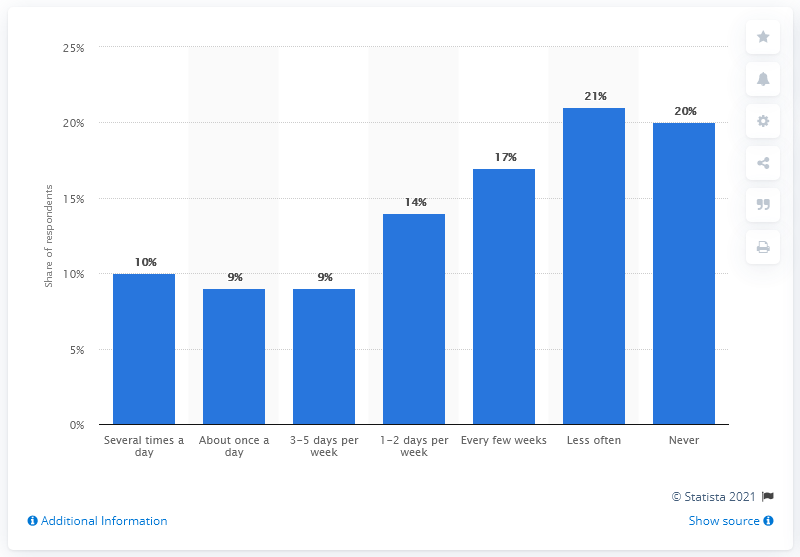 25%
20%
15%
10%
5%
0%
Share of respondents
10%
9%
9%
14%
17%
21%
20%
Several times a day
About once a day
3-5 days per week
1-2 days per week
Every few weeks
Less often
Never
© Statista 2021
Additional Information
Show source